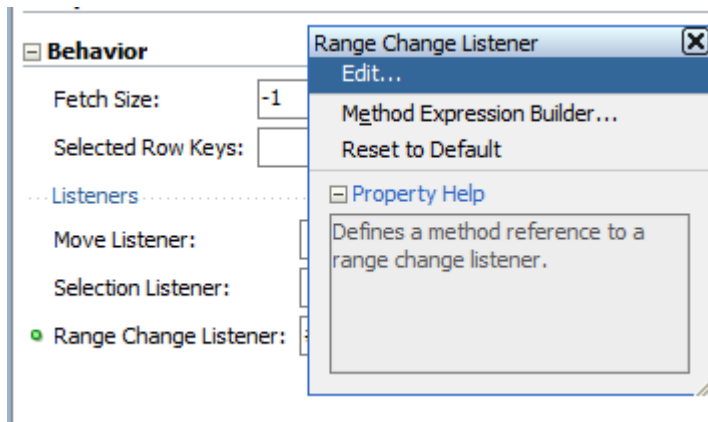 Behavior
Fetch Size:
-1
Selected Row Keys:
Listeners
Move Listener:
Selection Listener:
Range Change Listener:
Range Change Listener
Edit...
Method Expression Builder...
Reset to Default
Property Help
Defines a method reference to a
range change listener.